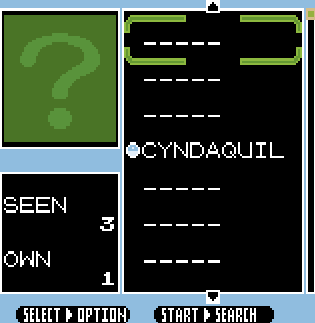 ?
-----
-----
-----
CYNDAQUIL
-----
-----
-----
SEEN
3
OWN
1
SELECT ▶ OPTION
START ▶ SEARCH